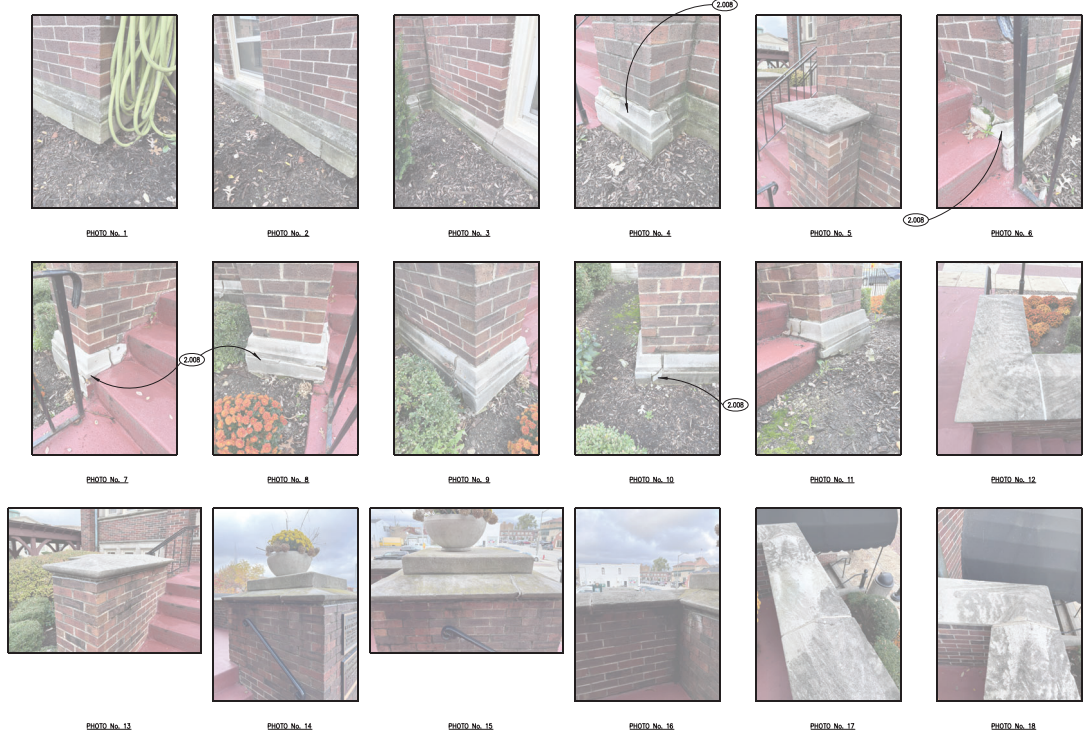 2.008
PHOTO No. 1
PHOTO No. 2
PHOTO No. 3
PHOTO No. 4
PHOTO No. 5
2.008
PHOTO No. 6
2.008
2.008
PHOTO No. 7
PHOTO No. 8
PHOTO No. 9
PHOTO No. 10
PHOTO No. 11
PHOTO No. 12
PHOTO No. 13
PHOTO No. 14
PHOTO No. 15
PHOTO No. 16
PHOTO No. 17
PHOTO No. 18